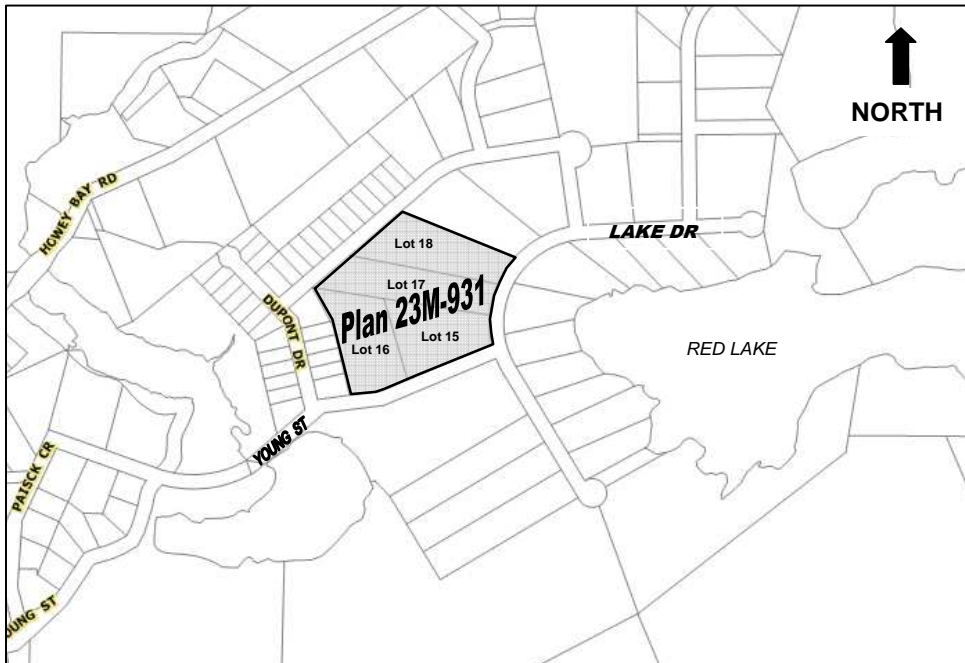 NORTH
HOWEY BAY RD
LAKE DR
Lot 18
Lot 17
Plan 23M-931
DUPONT DR
Lot 15
Lot 16
RED LAKE
YOUNG ST
PAISCK CR
OUNG ST